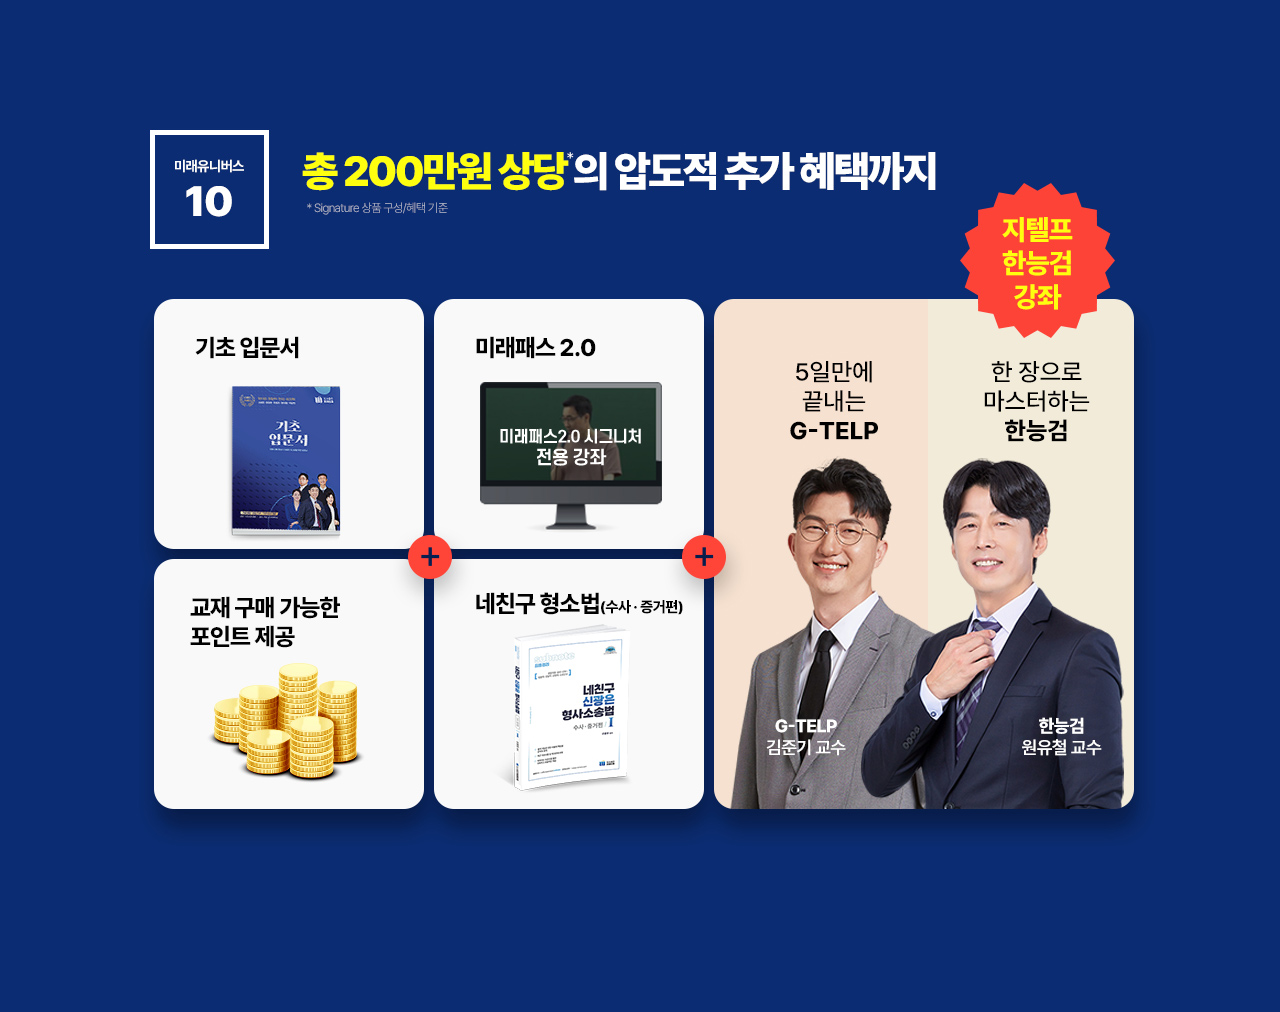 미래유니버스
10
총 200만원 상당*의 압도적 추가 혜택까지
* Signature 상품 구성/혜택 기준
지텔프
한능검
강좌
기초 입문서
기초
입문서
미래패스 2.0
미래패스2.0 시그니처
전용 강좌
교재 구매 가능한
포인트 제공
네친구 형소법(수사 · 증거편)
네친구
신광은
형사소송법
수사·증거편 I
5일만에
끝내는
G-TELP
한 장으로
마스터하는
한능검
G-TELP
김준기 교수
한능검
원유철 교수